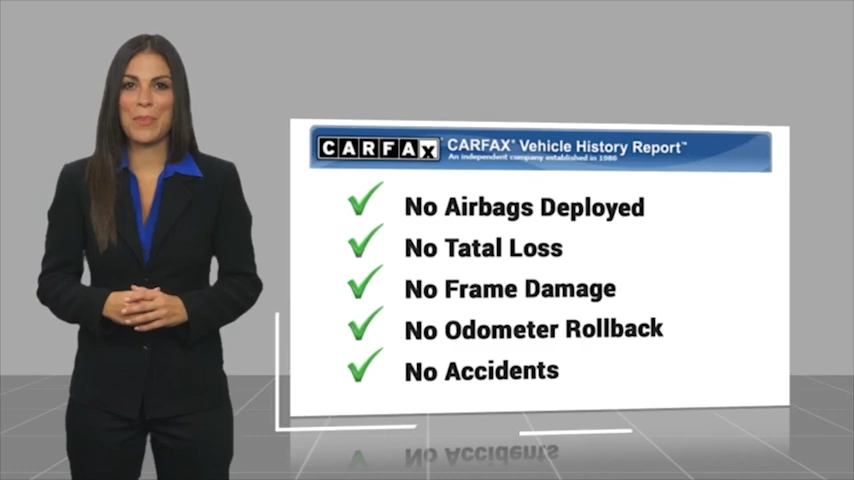 CARFAX® CARFAX® Vehicle History Report™
An independent company established in 1986
No Airbags Deployed
No Tatal Loss
No Frame Damage
No Odometer Rollback
No Accidents
No Accidents